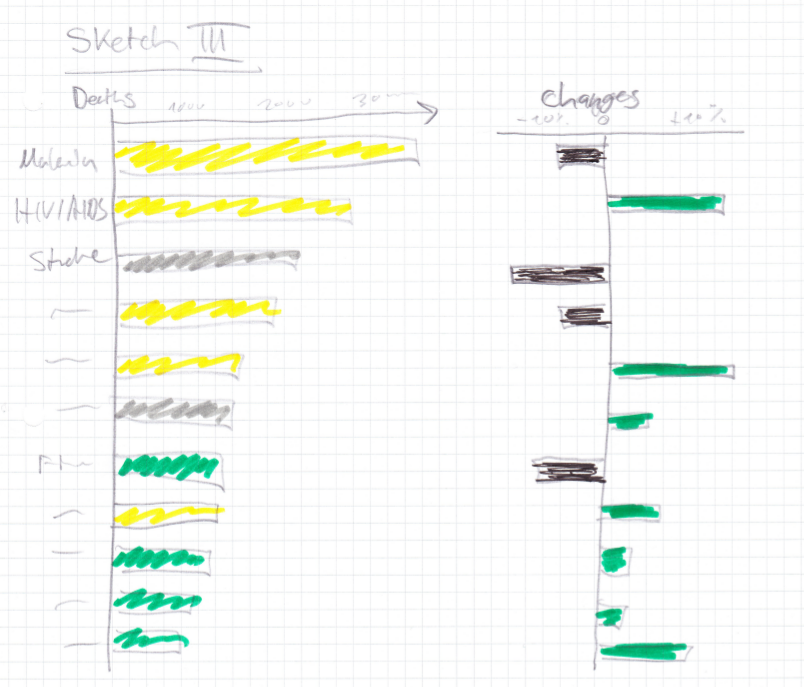 Sketch III
Deaths 1000 2000 changes
-10% 0 +10%
Malaria
HIV/AIDS
Stroke